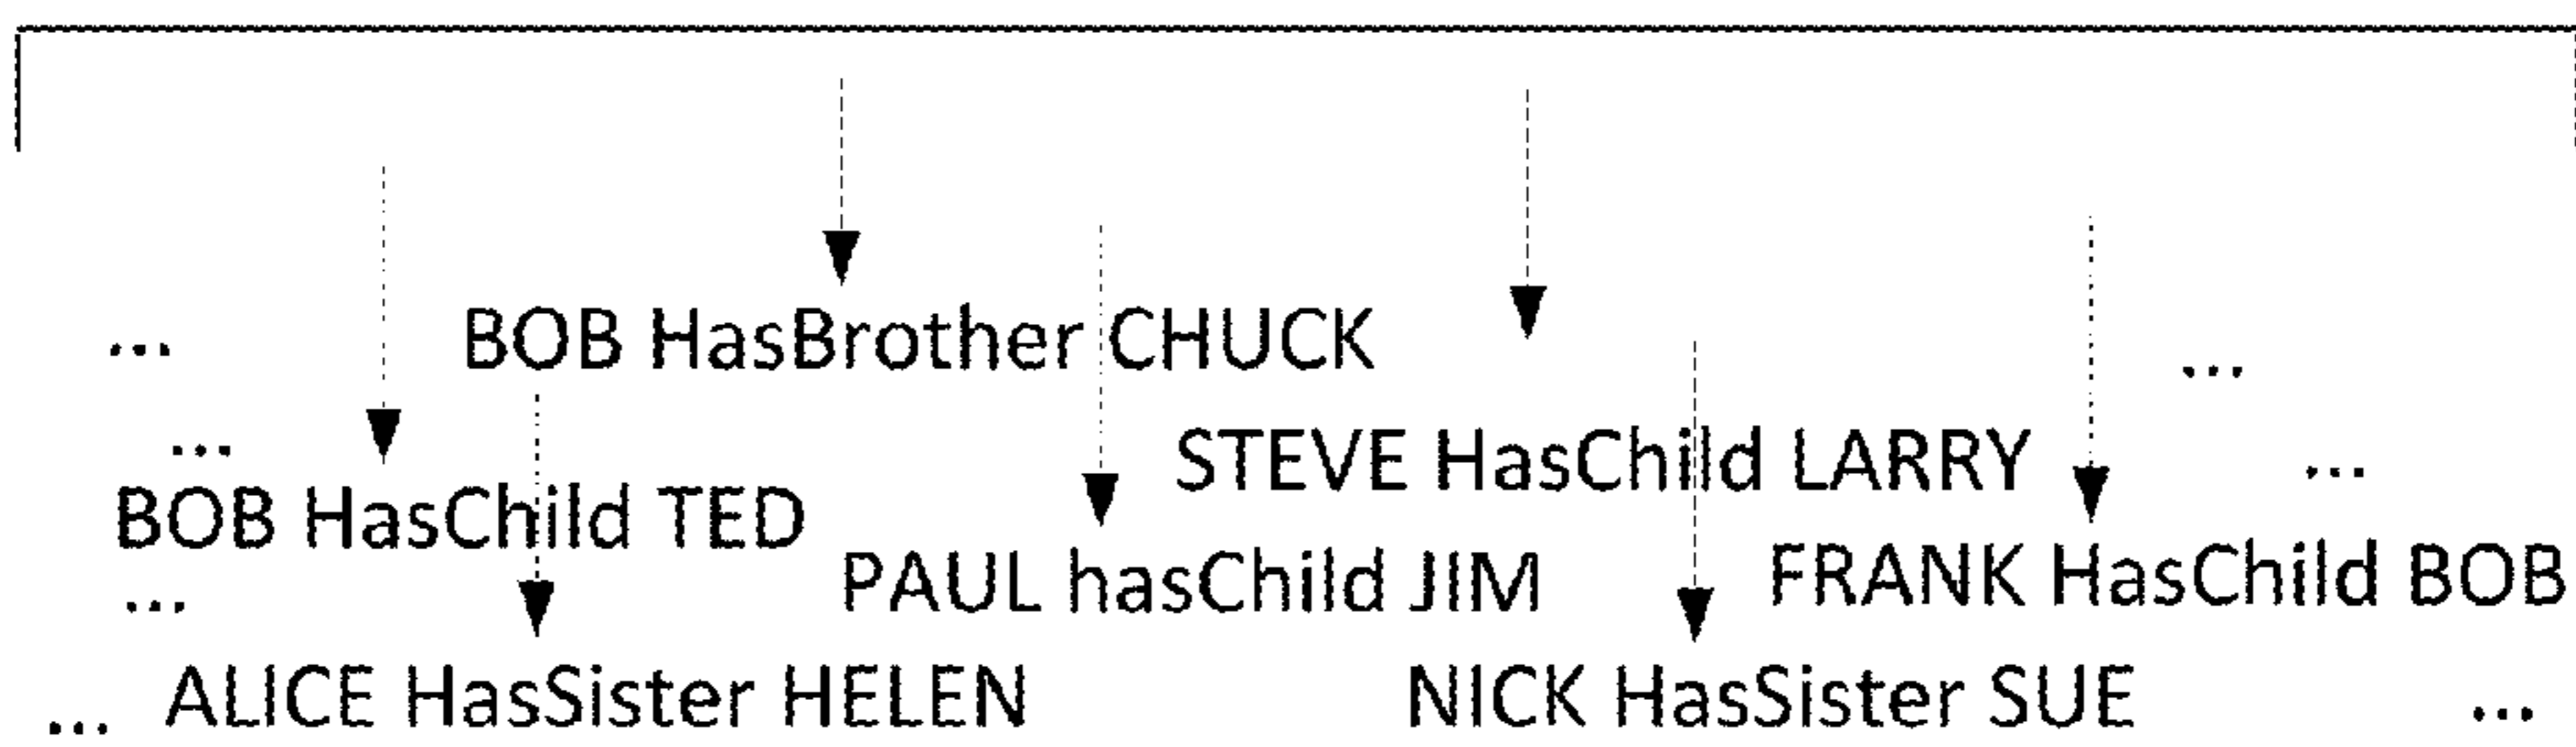 ... BOB HasBrother CHUCK ...
... STEVE HasChild LARRY ...
BOB HasChild TED
... PAUL hasChild JIM FRANK HasChild BOB
... ALICE HasSister HELEN NICK HasSister SUE ...